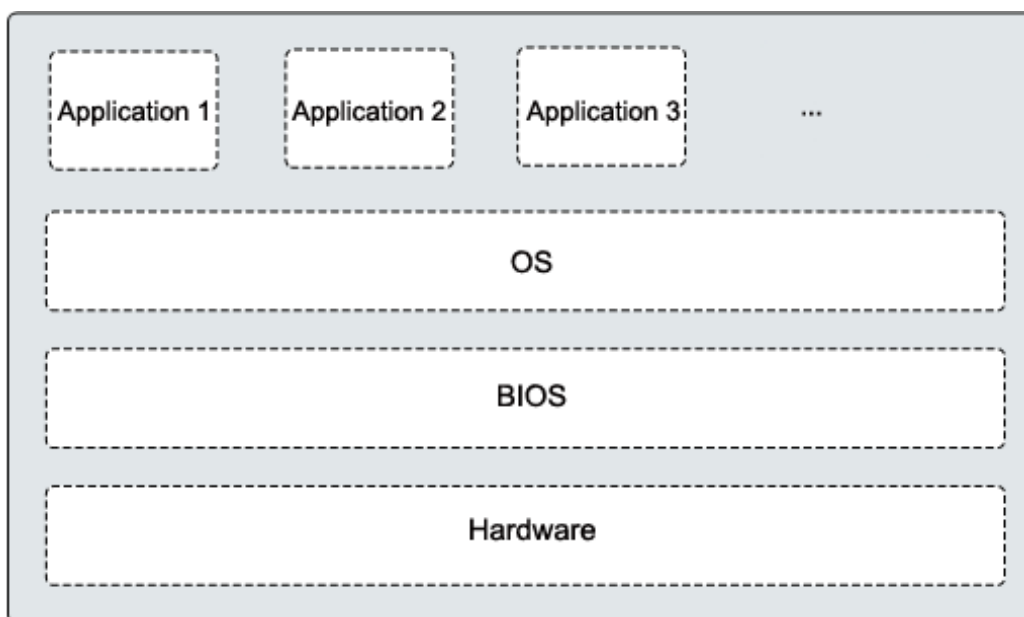 Application 1
Application 2
Application 3
...
OS
BIOS
Hardware